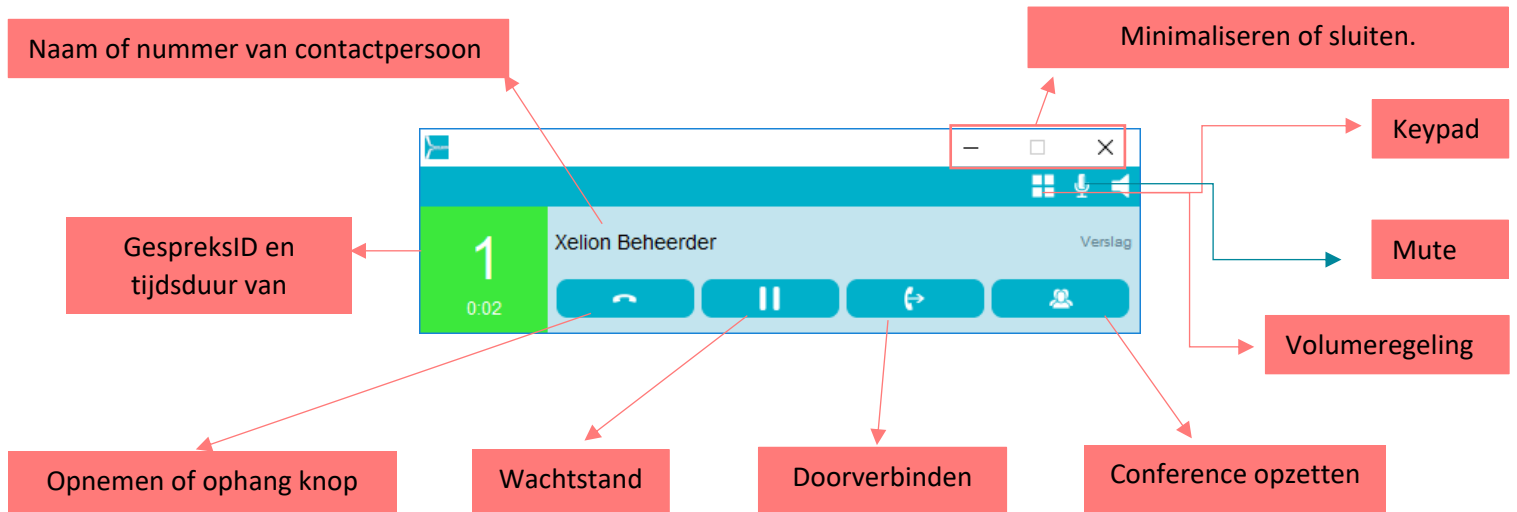 Naam of nummer van contactpersoon
Minimaliseren of sluiten.
Keypad
GespreksID en
tijdsduur van
1
0:02
Xelion Beheerder
Verslag
Mute
Volumeregeling
Opnemen of ophang knop
Wachtstand
Doorverbinden
Conference opzetten